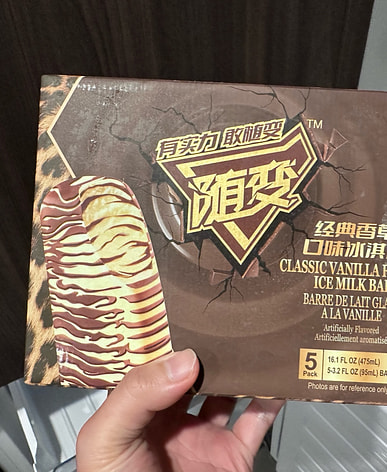 有实力 敢随变
TM
随变
经典香草
口味冰淇
CLASSIC VANILLA
ICE MILK BA
BARRE DE LAIT GLA
A LA VANILLE
Artificially Flavored
Artificiellement aromatisé
5
Pack
16.1 FL OZ (475mL)
5-3.2 FL OZ (95mL) BA
Photos are for reference only